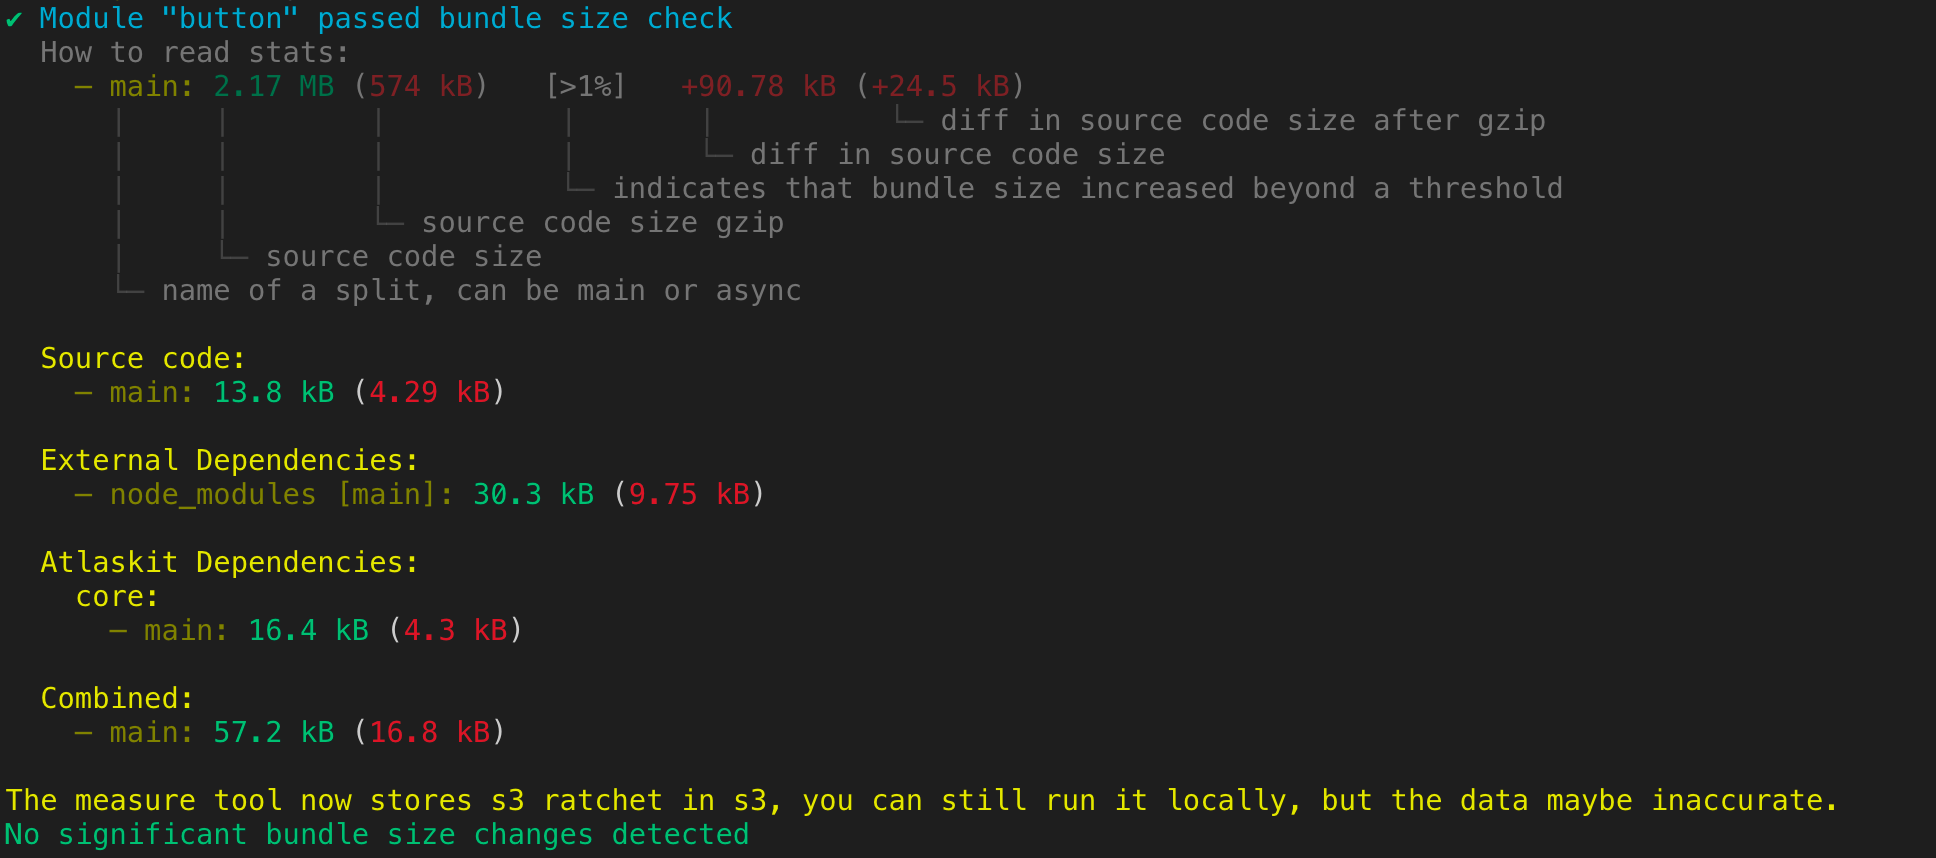 ✔ Module "button" passed bundle size check
How to read stats:
— main: 2.17 MB (574 kB) [>1%] +90.78 kB (+24.5 kB)
diff in source code size after gzip
diff in source code size
indicates that bundle size increased beyond a threshold
source code size gzip
source code size
name of a split, can be main or async
Source code:
— main: 13.8 kB (4.29 kB)
External Dependencies:
— node_modules [main]: 30.3 kB (9.75 kB)
Atlaskit Dependencies:
core:
— main: 16.4 kB (4.3 kB)
Combined:
— main: 57.2 kB (16.8 kB)
The measure tool now stores s3 ratchet in s3, you can still run it locally, but the data maybe inaccurate.
No significant bundle size changes detected